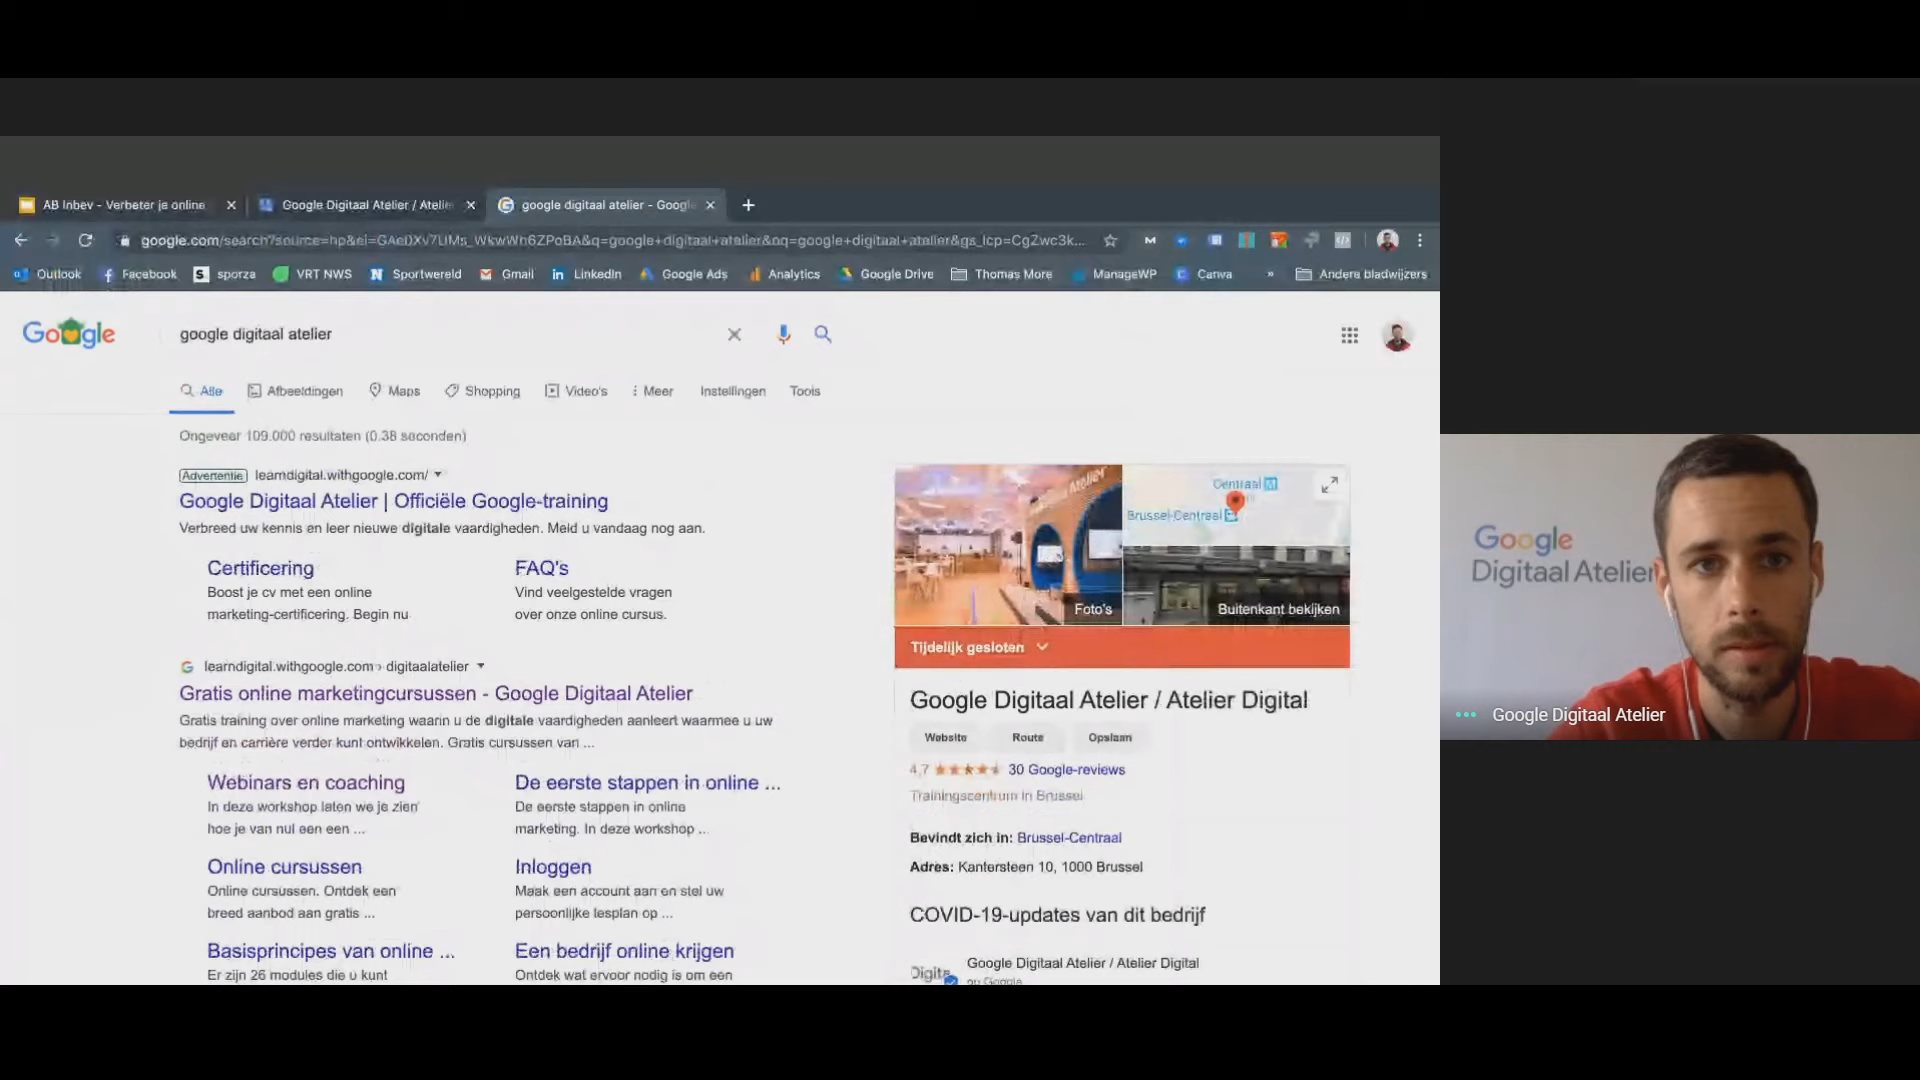 AB Inbev - Verbeter je online
Google Digitaal Atelier / Atelie
google digitaal atelier - Google
Outlook
Facebook
sporza
VRT NWS
Sportwereld
Gmail
LinkedIn
Google Ads
Analytics
Google Drive
Thomas More
ManageWP
Canva
»
Andere bladwijzers
Google
google digitaal atelier
Alle
Afbeeldingen
Maps
Shopping
Video's
Meer
Instellingen
Tools
Ongeveer 109.000 resultaten (0,38 seconden)
Advertentie learndigital.withgoogle.com/
Google Digitaal Atelier | Officiële Google-training
Verbreed uw kennis en leer nieuwe digitale vaardigheden. Meld u vandaag nog aan.
Certificering
Boost je cv met een online
marketing-certificering. Begin nu
FAQ's
Vind veelgestelde vragen
over onze online cursus.
learndigital.withgoogle.com › digitaalatelier
Gratis online marketingcursussen - Google Digitaal Atelier
Gratis training over online marketing waarin u de digitale vaardigheden aanleert waarmee u uw
bedrijf en carrière verder kunt ontwikkelen. Gratis cursussen van ...
Webinars en coaching
In deze workshop laten we je zien
hoe je van nul een een ...
De eerste stappen in online ...
De eerste stappen in online
marketing. In deze workshop ...
Online cursussen
Online cursussen. Ontdek een
breed aanbod aan gratis ...
Inloggen
Maak een account aan en stel uw
persoonlijke lesplan op ...
Basisprincipes van online ...
Er zijn 26 modules die u kunt
Een bedrijf online krijgen
Ontdek wat ervoor nodig is om een
Centraal M
Brussel-Centraal
Foto's
Buitenkant bekijken
Tijdelijk gesloten
Google Digitaal Atelier / Atelier Digital
Website
Route
Opslaan
4,7 30 Google-reviews
Trainingscentrum in Brussel
Bevindt zich in: Brussel-Centraal
Adres: Kantersteen 10, 1000 Brussel
COVID-19-updates van dit bedrijf
Google Digitaal Atelier / Atelier Digital
op Google
Google
Digitaal Atelier
Google Digitaal Atelier